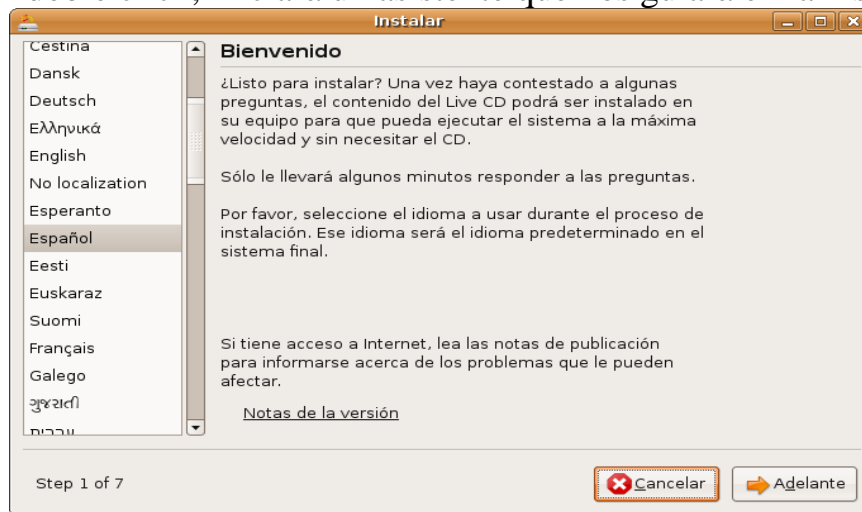 Instalar
Bienvenido
Čeština
Dansk
Deutsch
Ελληνικά
English
No localization
Esperanto
Español
Eesti
Euskaraz
Suomi
Français
Galego
ગુજરાતી
¿Listo para instalar? Una vez haya contestado a algunas
preguntas, el contenido del Live CD podrá ser instalado en
su equipo para que pueda ejecutar el sistema a la máxima
velocidad y sin necesitar el CD.
Sólo le llevará algunos minutos responder a las preguntas.
Por favor, seleccione el idioma a usar durante el proceso de
instalación. Ese idioma será el idioma predeterminado en el
sistema final.
Si tiene acceso a Internet, lea las notas de publicación
para informarse acerca de los problemas que le pueden
afectar.
Notas de la versión
Step 1 of 7
Cancelar
Adelante